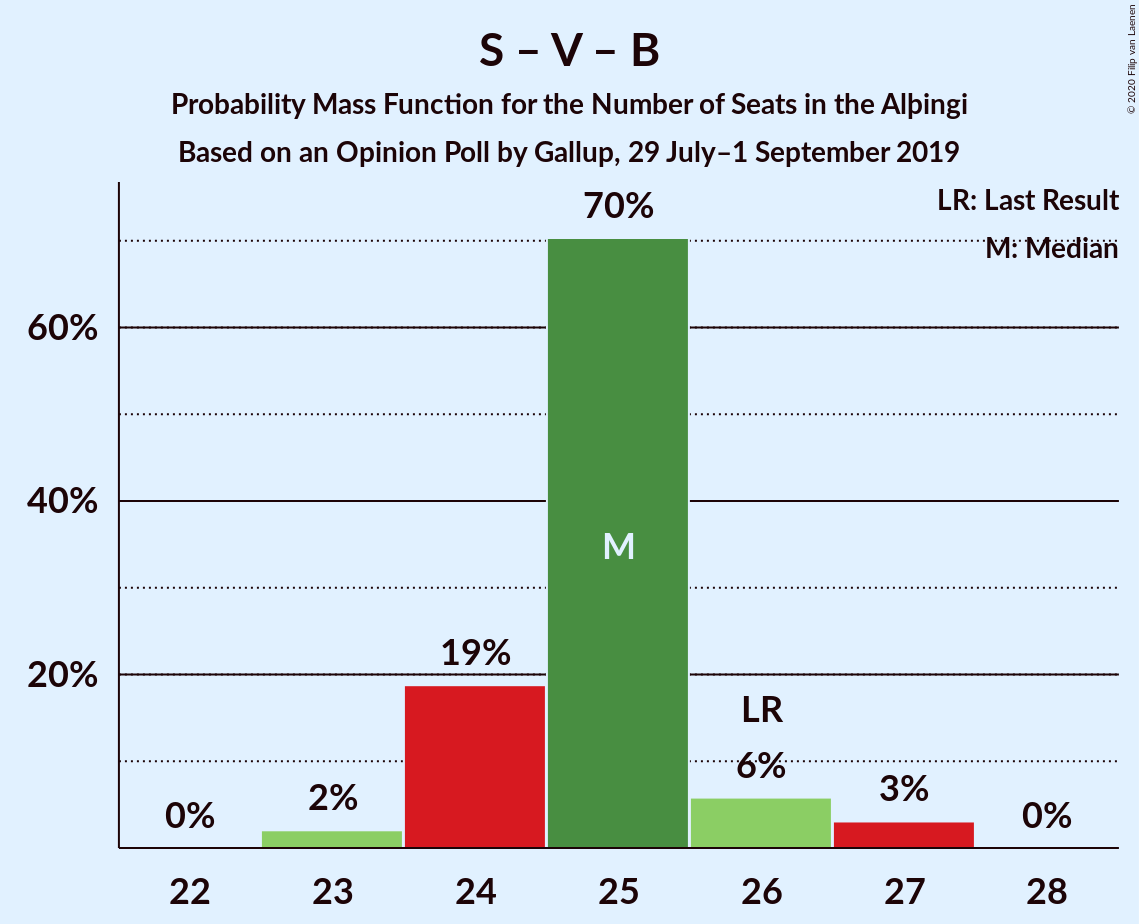 S – V – B
Probability Mass Function for the Number of Seats in the Alþingi
Based on an Opinion Poll by Gallup, 29 July–1 September 2019
© 2020 Filip van Laenen
LR: Last Result
M: Median
70%
60%
40%
20%
M
19%
LR
6%
3%
2%
0%
0%
22 23 24 25 26 27 28